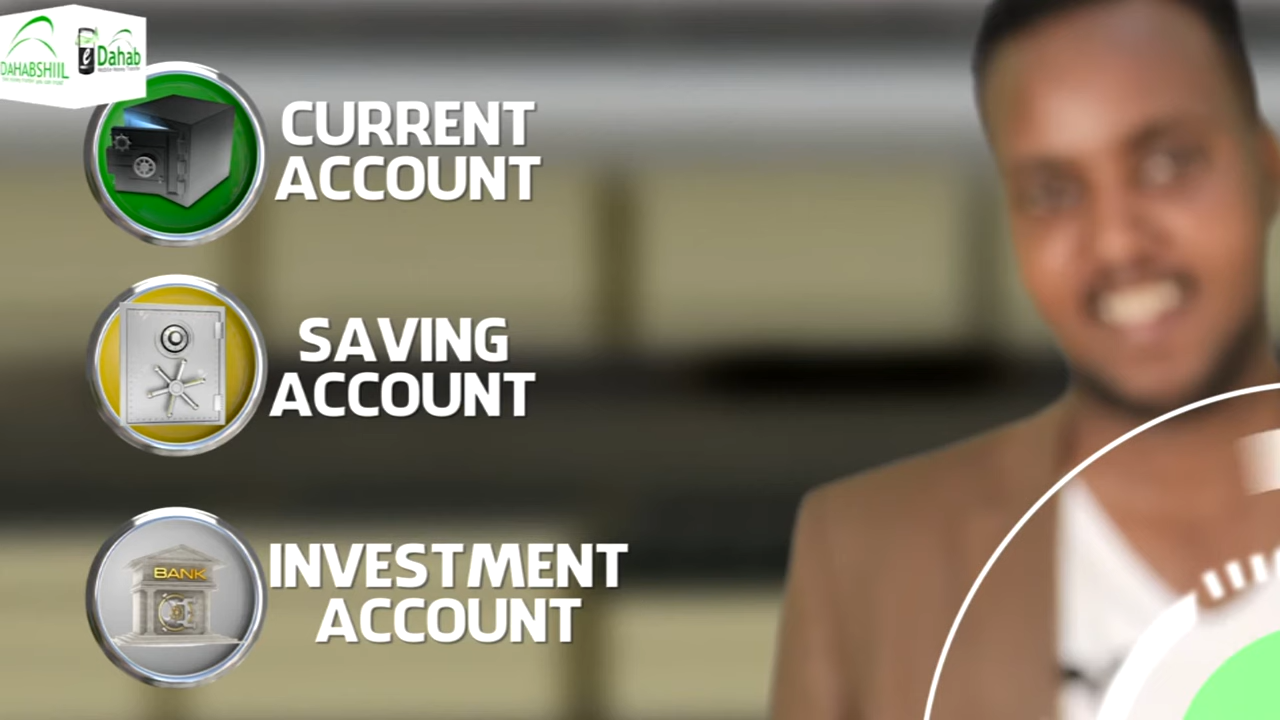 DAHABSHIIL
e Dahab
CURRENT
ACCOUNT
SAVING
ACCOUNT
BANK
INVESTMENT
ACCOUNT